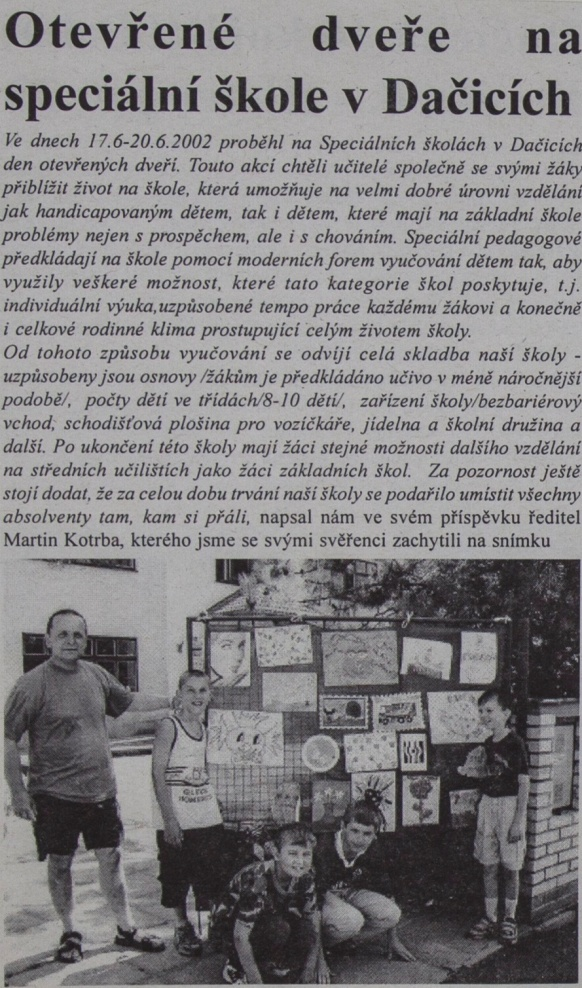 Otevřené dveře na
speciální škole v Dačicích
Ve dnech 17.6-20.6.2002 proběhl na Speciálních školách v Dačicích
den otevřených dveří. Touto akcí chtěli učitelé společně se svými žáky
přiblížit život na škole, která umožňuje na velmi dobré úrovni vzdělání
jak handicapovaným dětem, tak i dětem, které mají na základní škole
problémy nejen s prospěchem, ale i s chováním. Speciální pedagogové
předkládají na škole pomocí moderních forem vyučování dětem tak, aby
využily veškeré možnost, které tato kategorie škol poskytuje, t.j.
individuální výuka,uzpůsobené tempo práce každému žákovi a konečně
i celkové rodinné klima prostupující celým životem školy.
Od tohoto způsobu vyučování se odvíjí celá skladba naší školy -
uzpůsobeny jsou osnovy /žákům je předkládáno učivo v méně náročnější
podobě/, počty dětí ve třídách/8-10 dětí/, zařízení školy/bezbariérový
vchod, schodišťová plošina pro vozíčkáře, jídelna a školní družina a
další. Po ukončení této školy mají žáci stejné možnosti dalšího vzdělání
na středních učilištích jako žáci základních škol. Za pozornost ještě
stojí dodat, že za celou dobu trvání naší školy se podařilo umístit všechny
absolventy tam, kam si přáli, napsal nám ve svém příspěvku ředitel
Martin Kotrba, kterého jsme se svými svěřenci zachytili na snímku